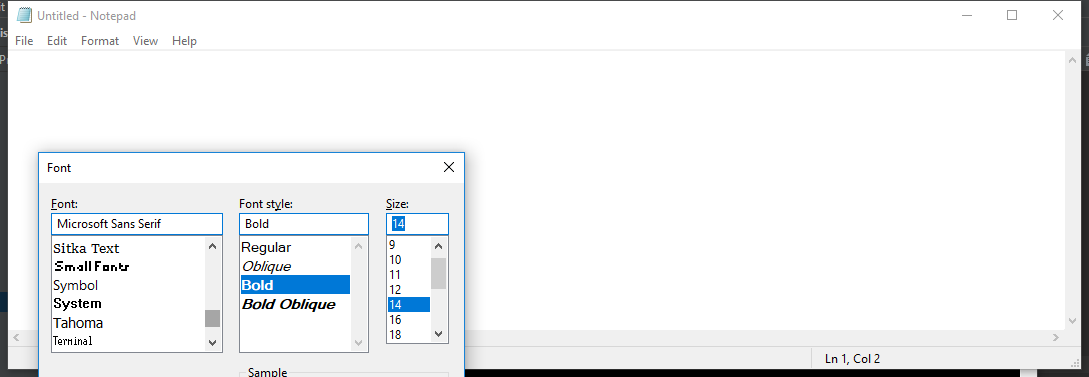 Untitled - Notepad
File Edit Format View Help
Font
Font: Font style: Size:
Microsoft Sans Serif Bold 14
Sitka Text
Small Fonts
Symbol
System
Tahoma
Terminal
Regular
Oblique
Bold
Bold Oblique
9
10
11
12
14
16
18
Sample
Ln 1, Col 2